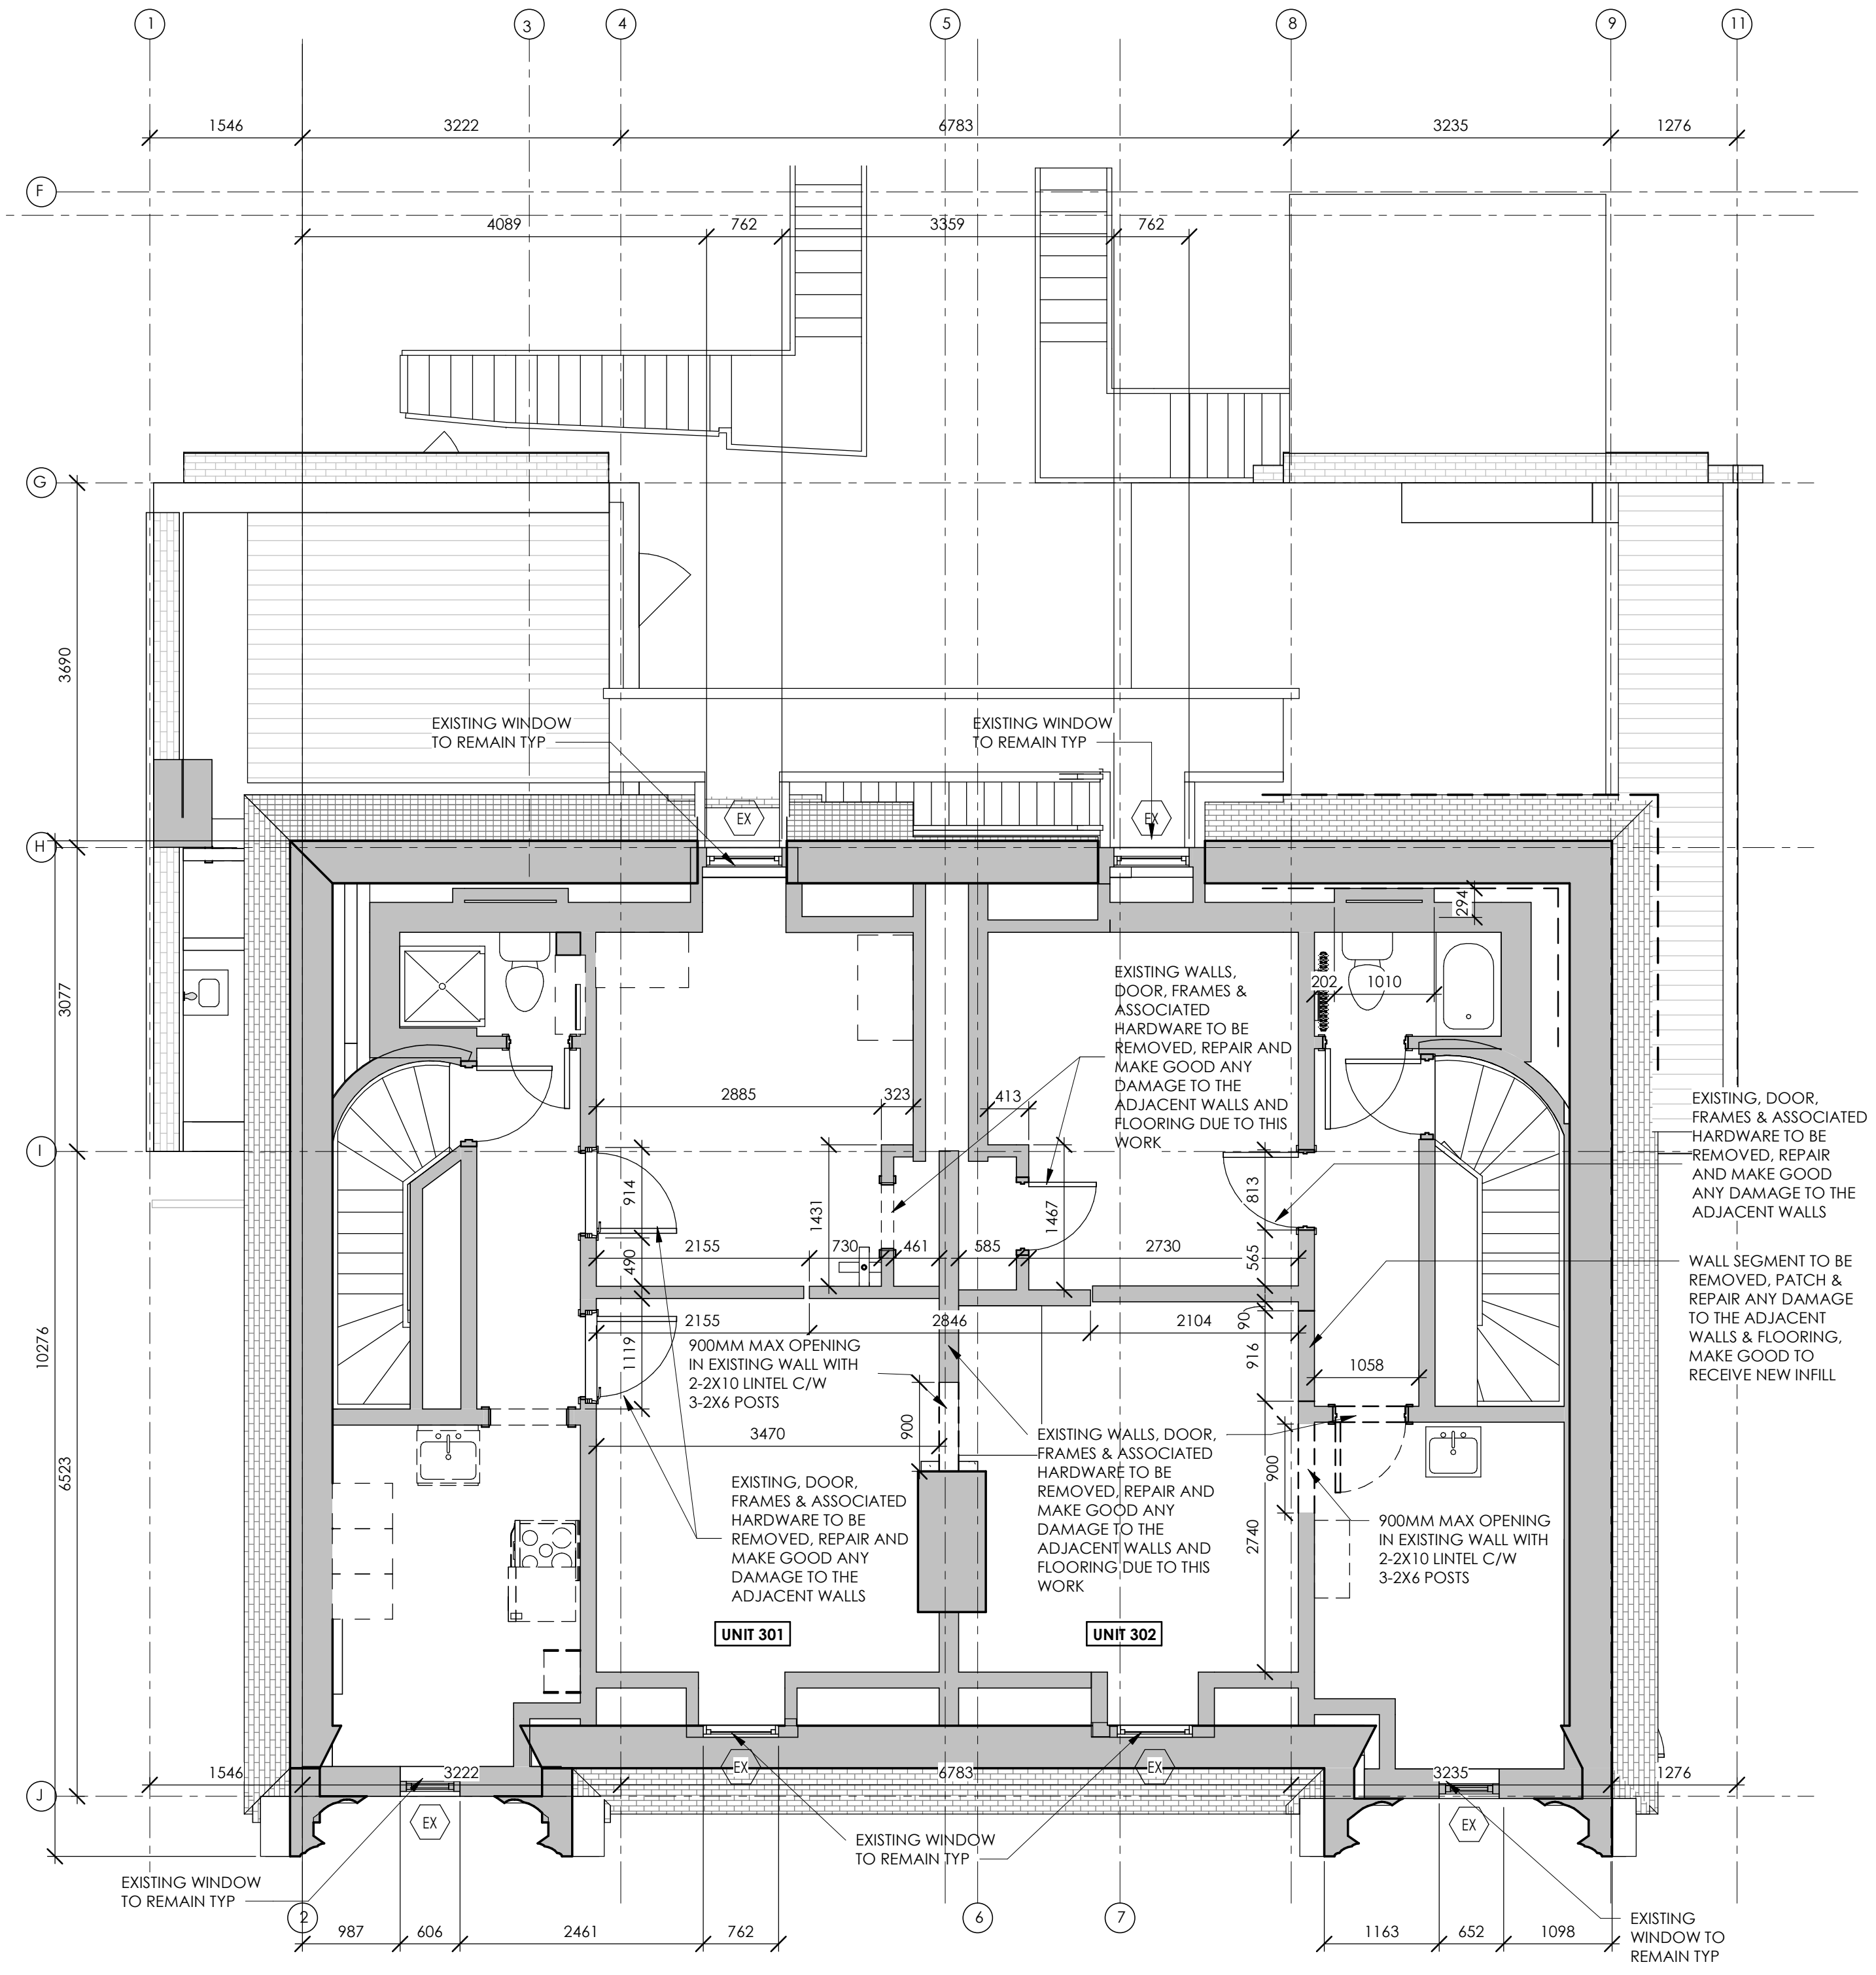 1
3
4
5
8
9
11
1546
3222
6783
3235
1276
F
4089
762
3359
762
G
3690
EXISTING WINDOW
TO REMAIN TYP
EXISTING WINDOW
TO REMAIN TYP
EX
EX
H
294
3077
202
1010
EXISTING WALLS,
DOOR, FRAMES &
ASSOCIATED
HARDWARE TO BE
REMOVED, REPAIR AND
MAKE GOOD ANY
DAMAGE TO THE
ADJACENT WALLS AND
FLOORING DUE TO THIS
WORK
2885
323
413
EXISTING, DOOR,
FRAMES & ASSOCIATED
HARDWARE TO BE
REMOVED, REPAIR
AND MAKE GOOD
ANY DAMAGE TO THE
ADJACENT WALLS
I
914
1431
1467
813
2155
730
461
585
2730
490
565
WALL SEGMENT TO BE
REMOVED, PATCH &
REPAIR ANY DAMAGE
TO THE ADJACENT
WALLS & FLOORING,
MAKE GOOD TO
RECEIVE NEW INFILL
2155
2846
2104
90
1119
916
10276
1058
900MM MAX OPENING
IN EXISTING WALL WITH
2-2X10 LINTEL C/W
3-2X6 POSTS
900
3470
6523
EXISTING WALLS, DOOR,
FRAMES & ASSOCIATED
HARDWARE TO BE
REMOVED, REPAIR AND
MAKE GOOD ANY
DAMAGE TO THE
ADJACENT WALLS AND
FLOORING DUE TO THIS
WORK
900
EXISTING, DOOR,
FRAMES & ASSOCIATED
HARDWARE TO BE
REMOVED, REPAIR AND
MAKE GOOD ANY
DAMAGE TO THE
ADJACENT WALLS
2740
900MM MAX OPENING
IN EXISTING WALL WITH
2-2X10 LINTEL C/W
3-2X6 POSTS
UNIT 301
UNIT 302
EX
EX
1546
3222
6783
3235
1276
J
EX
EX
EXISTING WINDOW
TO REMAIN TYP
EXISTING WINDOW
TO REMAIN TYP
2
6
7
987
606
2461
762
1163
652
1098
EXISTING
WINDOW TO
REMAIN TYP